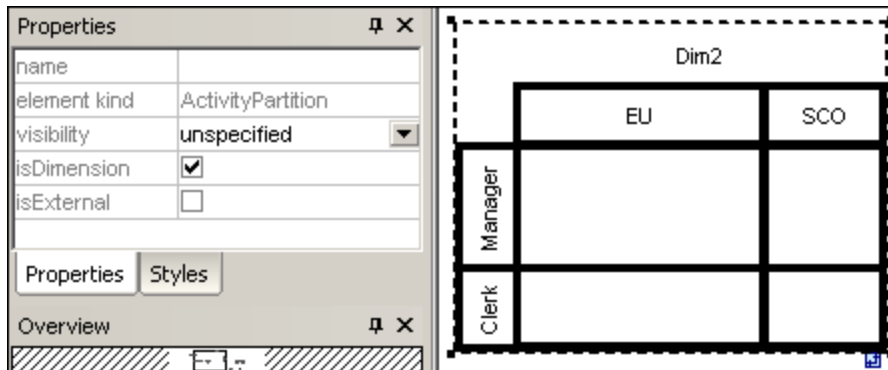 Properties
name
element kind ActivityPartition
visibility unspecified
isDimension
isExternal
Properties Styles
Overview
Dim2
EU SCO
Manager
Clerk